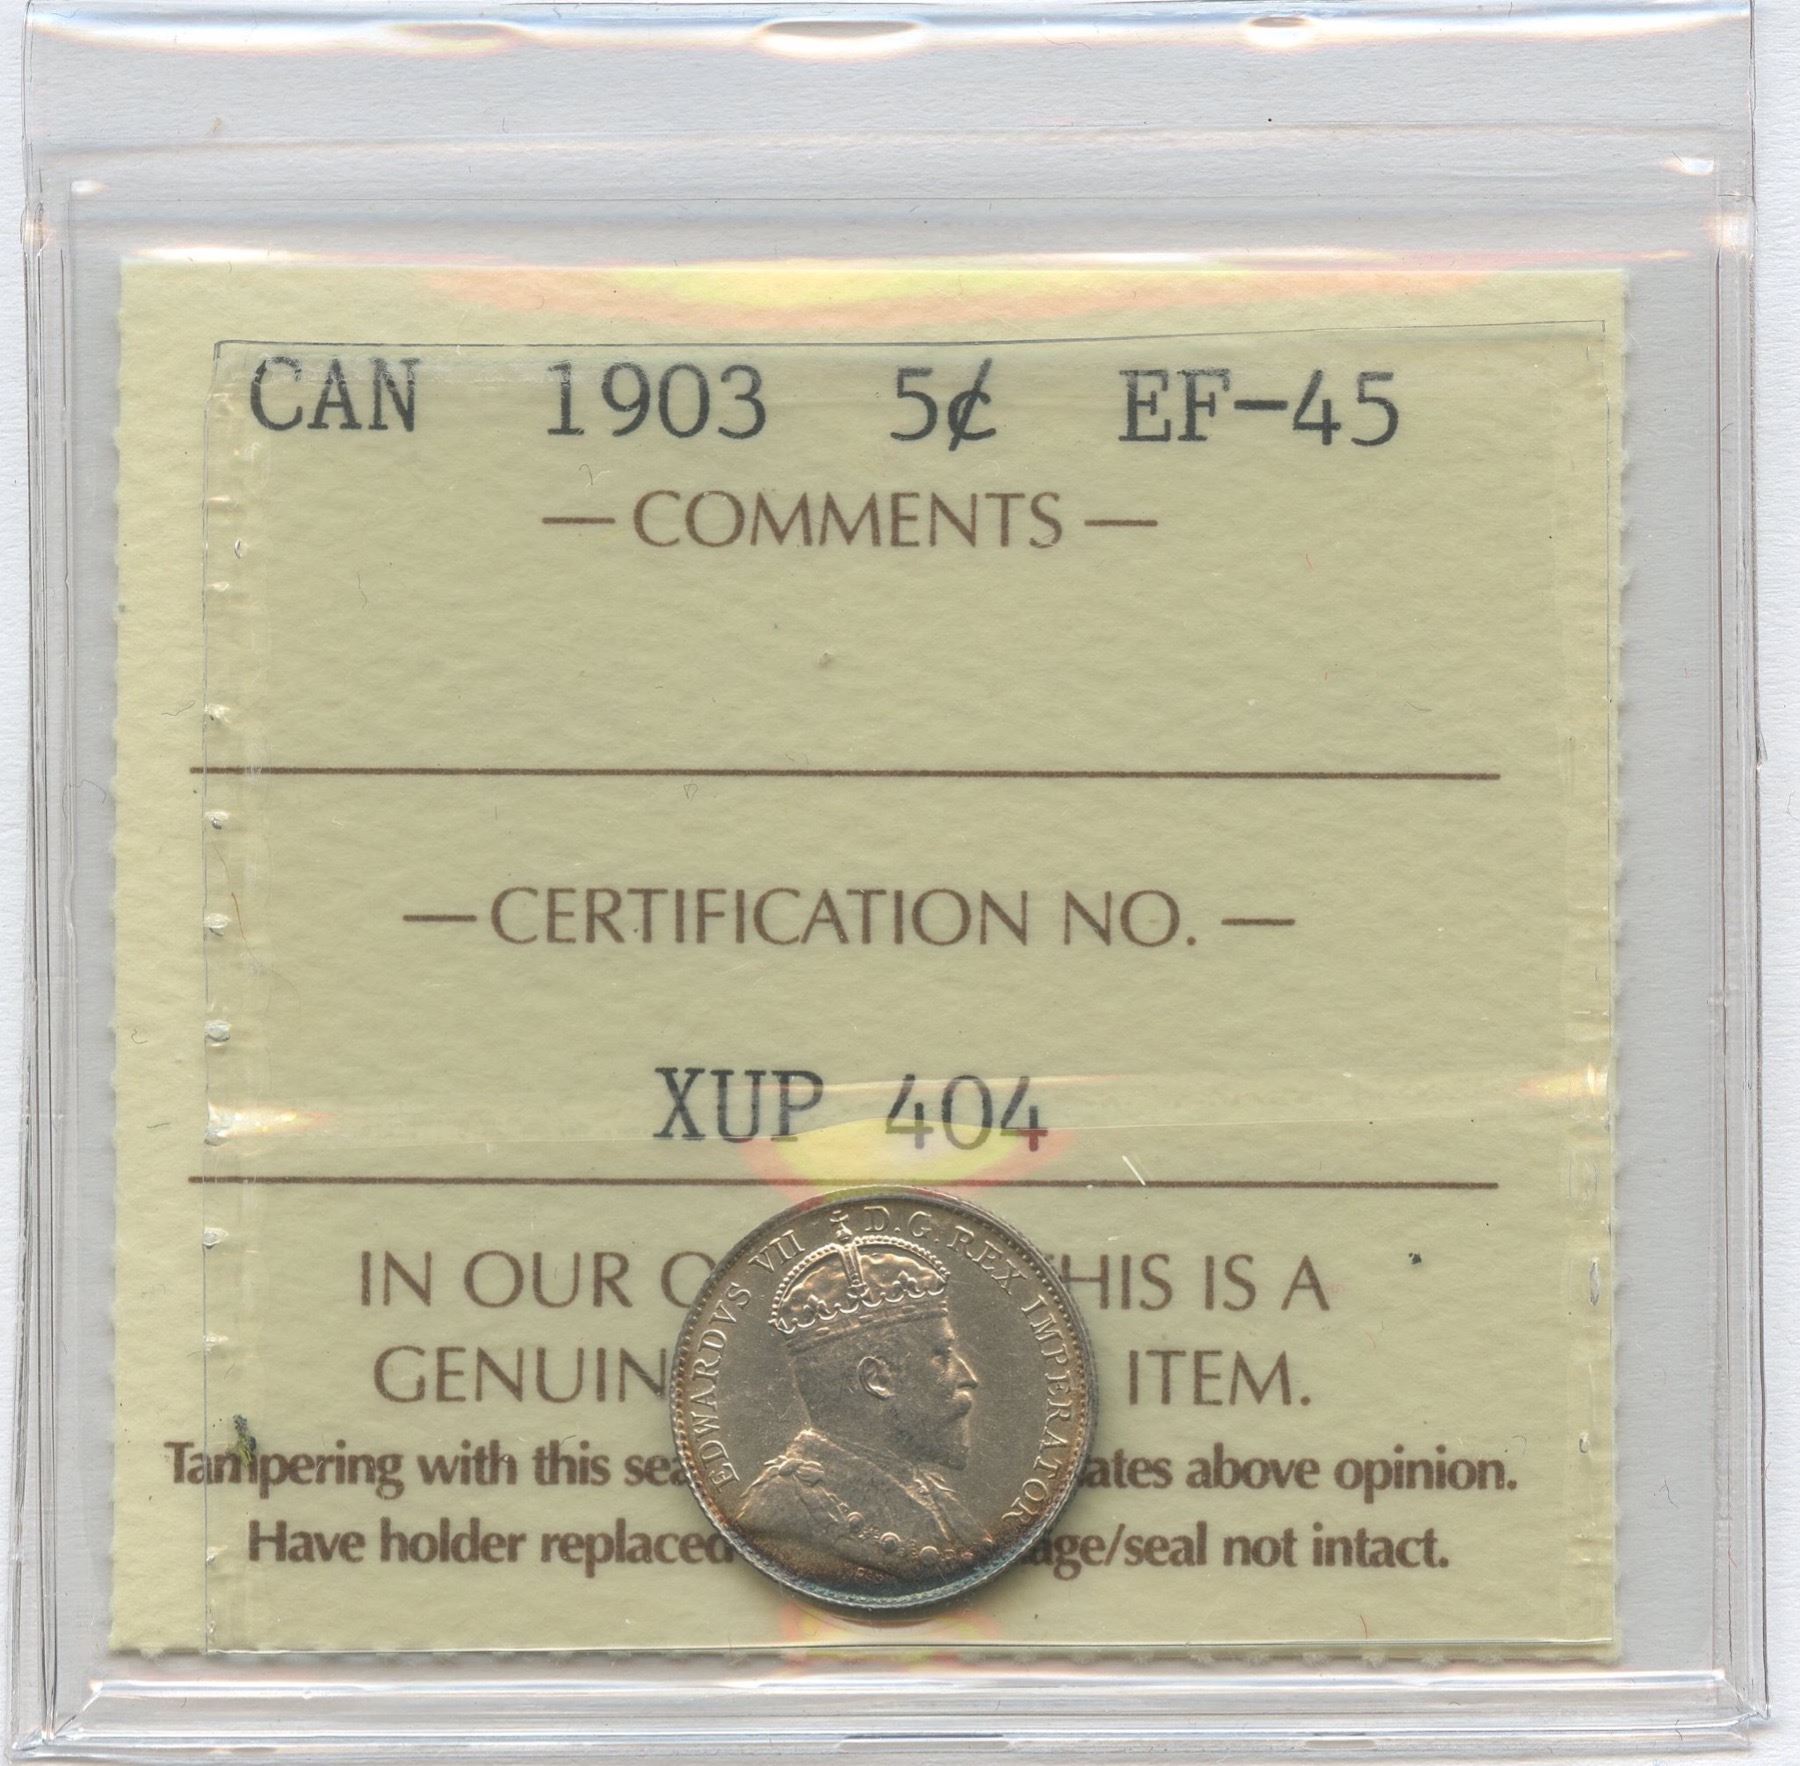 CAN 1903 5¢ EF-45
— COMMENTS —
— CERTIFICATION NO. —
XUP 404
IN OUR O HIS IS A
GENUIN ITEM.
Tampering with this sea ates above opinion.
Have holder replaced age/seal not intact.
EDWARDVS VII D.G. REX IMPERATOR